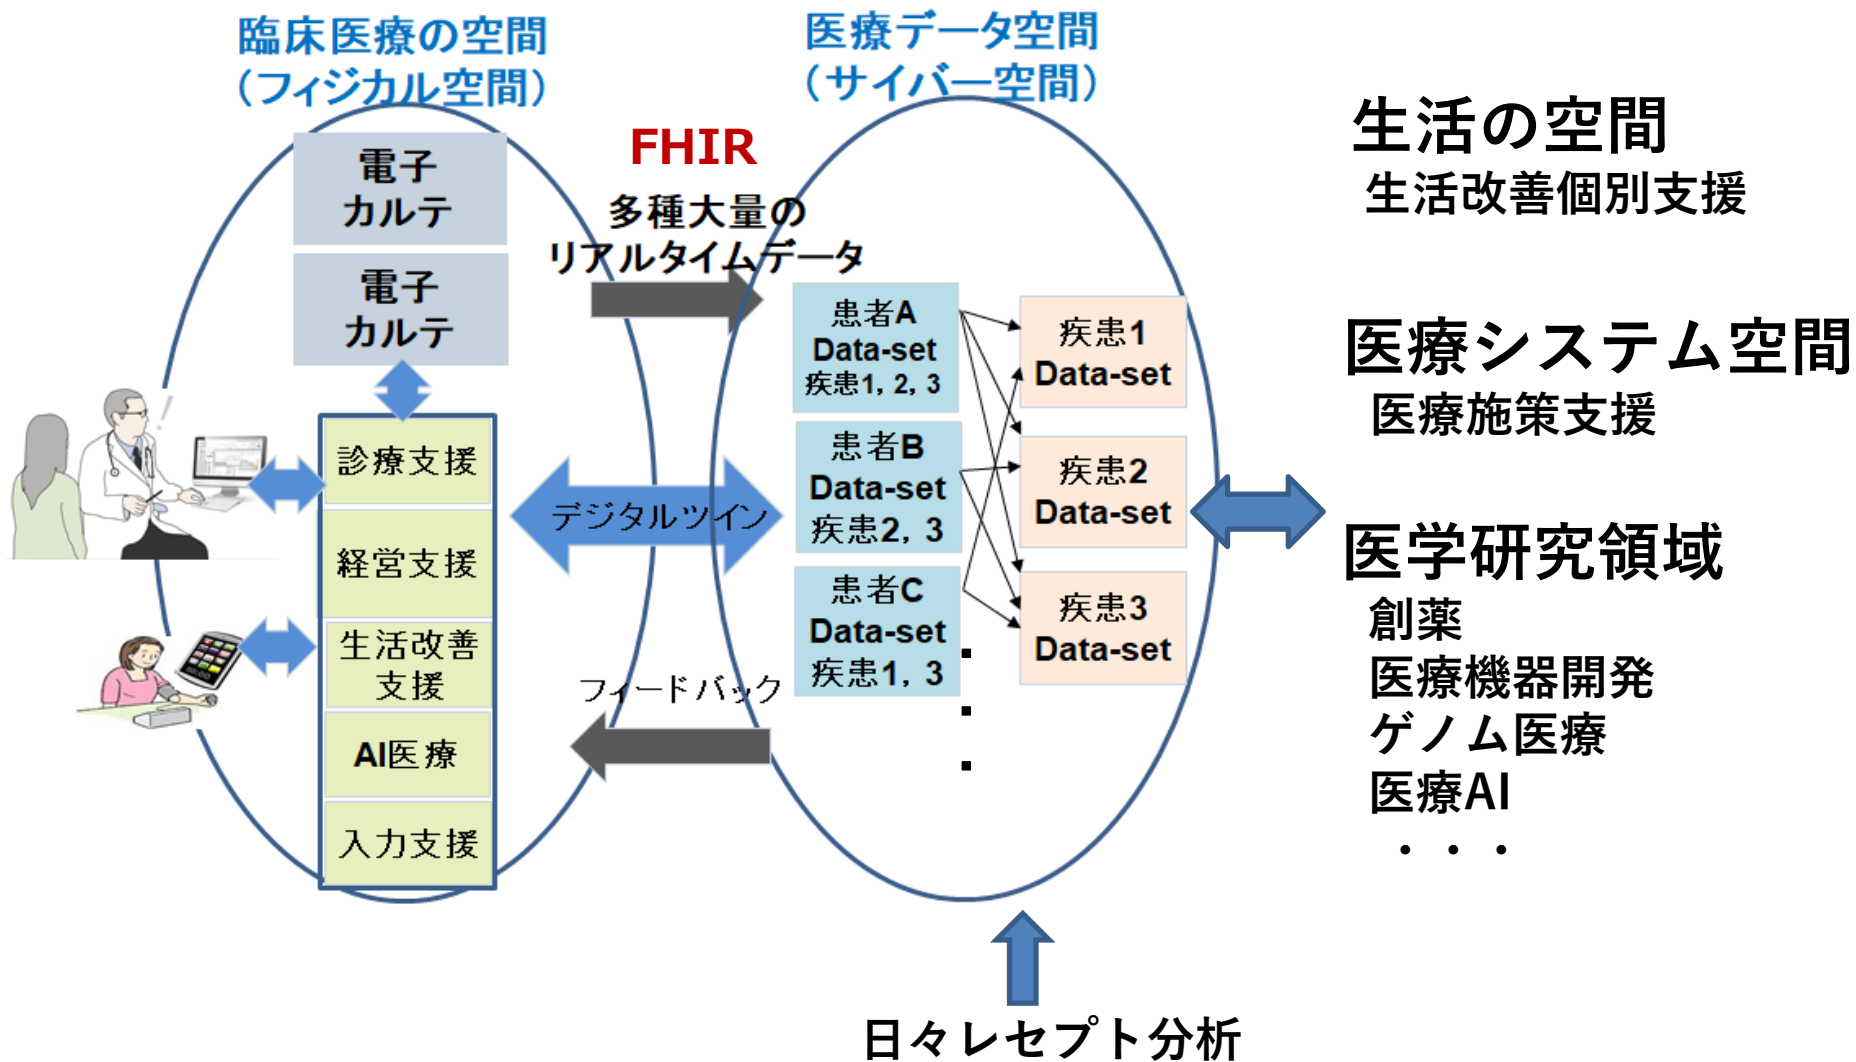 臨床医療の空間
（フィジカル空間）
電子
カルテ
電子
カルテ
診療支援
経営支援
生活改善
支援
AI医療
入力支援
FHIR
多種大量の
リアルタイムデータ
デジタルツイン
フィードバック
医療データ空間
（サイバー空間）
患者A
Data-set
疾患1, 2, 3
患者B
Data-set
疾患2, 3
患者C
Data-set
疾患1, 3
疾患1
Data-set
疾患2
Data-set
疾患3
Data-set
生活の空間
生活改善個別支援
医療システム空間
医療施策支援
医学研究領域
創薬
医療機器開発
ゲノム医療
医療AI
・・・
日々レセプト分析